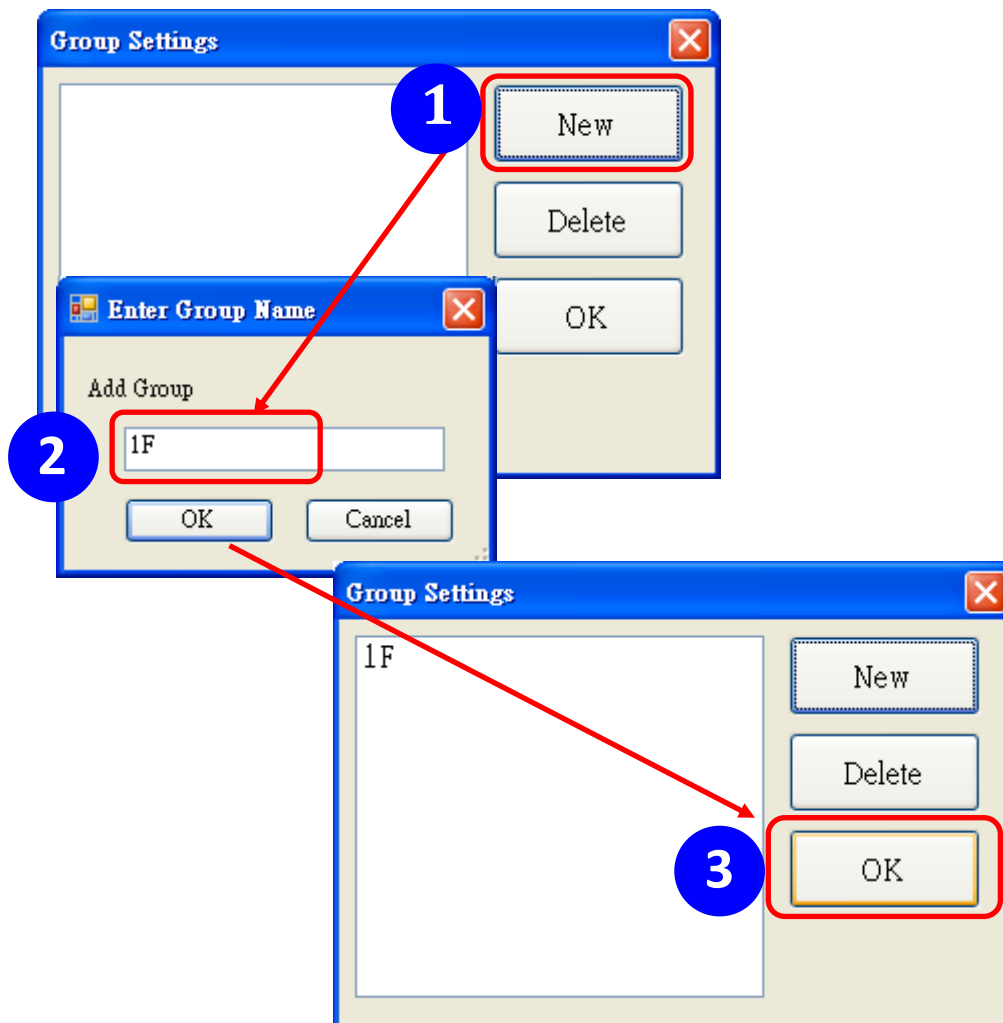 Group Settings
1
New
Delete
OK
Enter Group Name
Add Group
2
1F
OK
Cancel
Group Settings
1F
New
Delete
3
OK